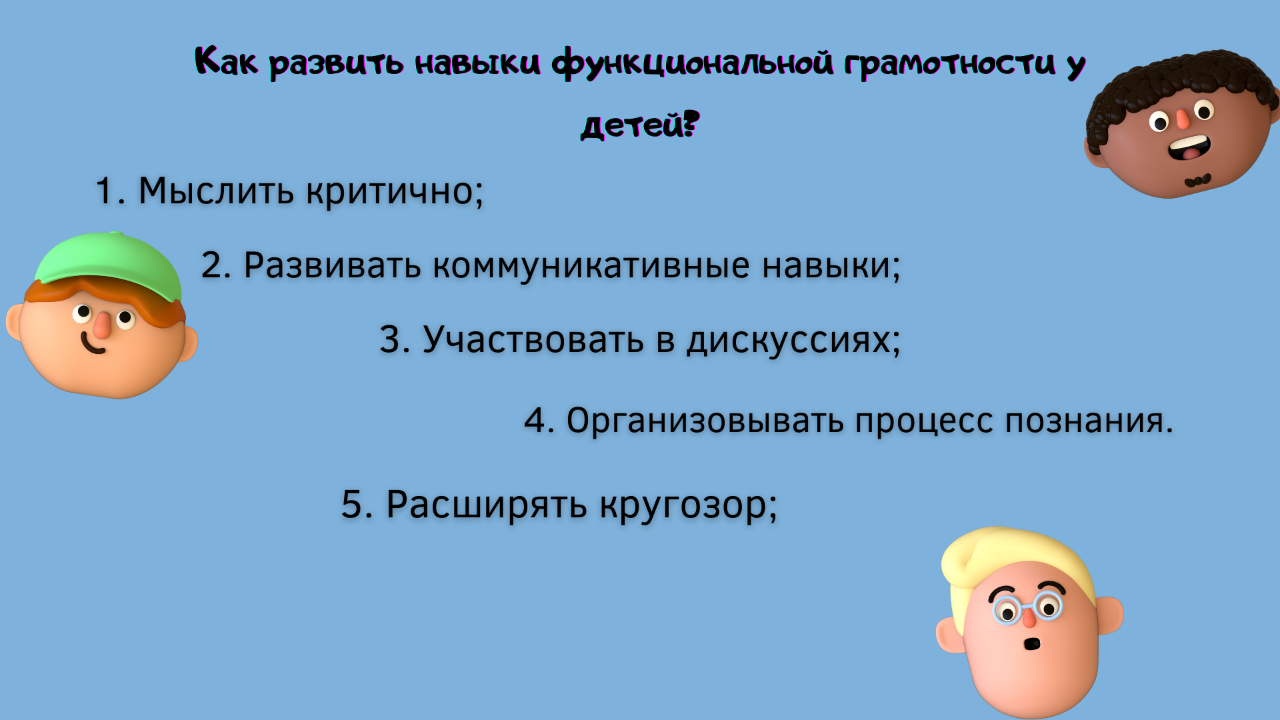 Как развить навыки функциональной грамотности у
детей?
1. Мыслить критично;
2. Развивать коммуникативные навыки;
3. Участвовать в дискуссиях;
4. Организовывать процесс познания.
5. Расширять кругозор;